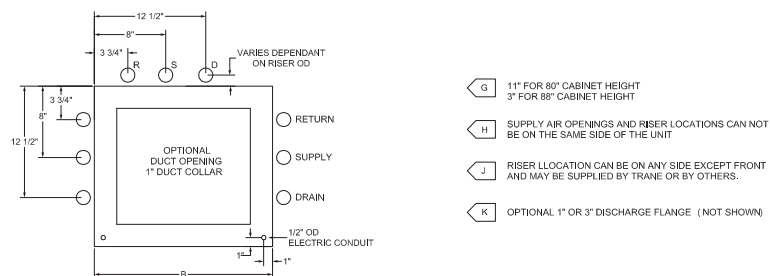 12 1/2"
8"
3 3/4"
R
S
D
VARIES DEPENDANT
ON RISER OD
3 3/4"
8"
12 1/2"
OPTIONAL
DUCT OPENING
1" DUCT COLLAR
RETURN
SUPPLY
DRAIN
1/2" OD
ELECTRIC CONDUIT
1"
1"
B
G
11" FOR 80" CABINET HEIGHT
3" FOR 88" CABINET HEIGHT
H
SUPPLY AIR OPENINGS AND RISER LOCATIONS CAN NOT
BE ON THE SAME SIDE OF THE UNIT
J
RISER LLOCATION CAN BE ON ANY SIDE EXCEPT FRONT
AND MAY BE SUPPLIED BY TRANE OR BY OTHERS.
K
OPTIONAL 1" OR 3" DISCHARGE FLANGE (NOT SHOWN)